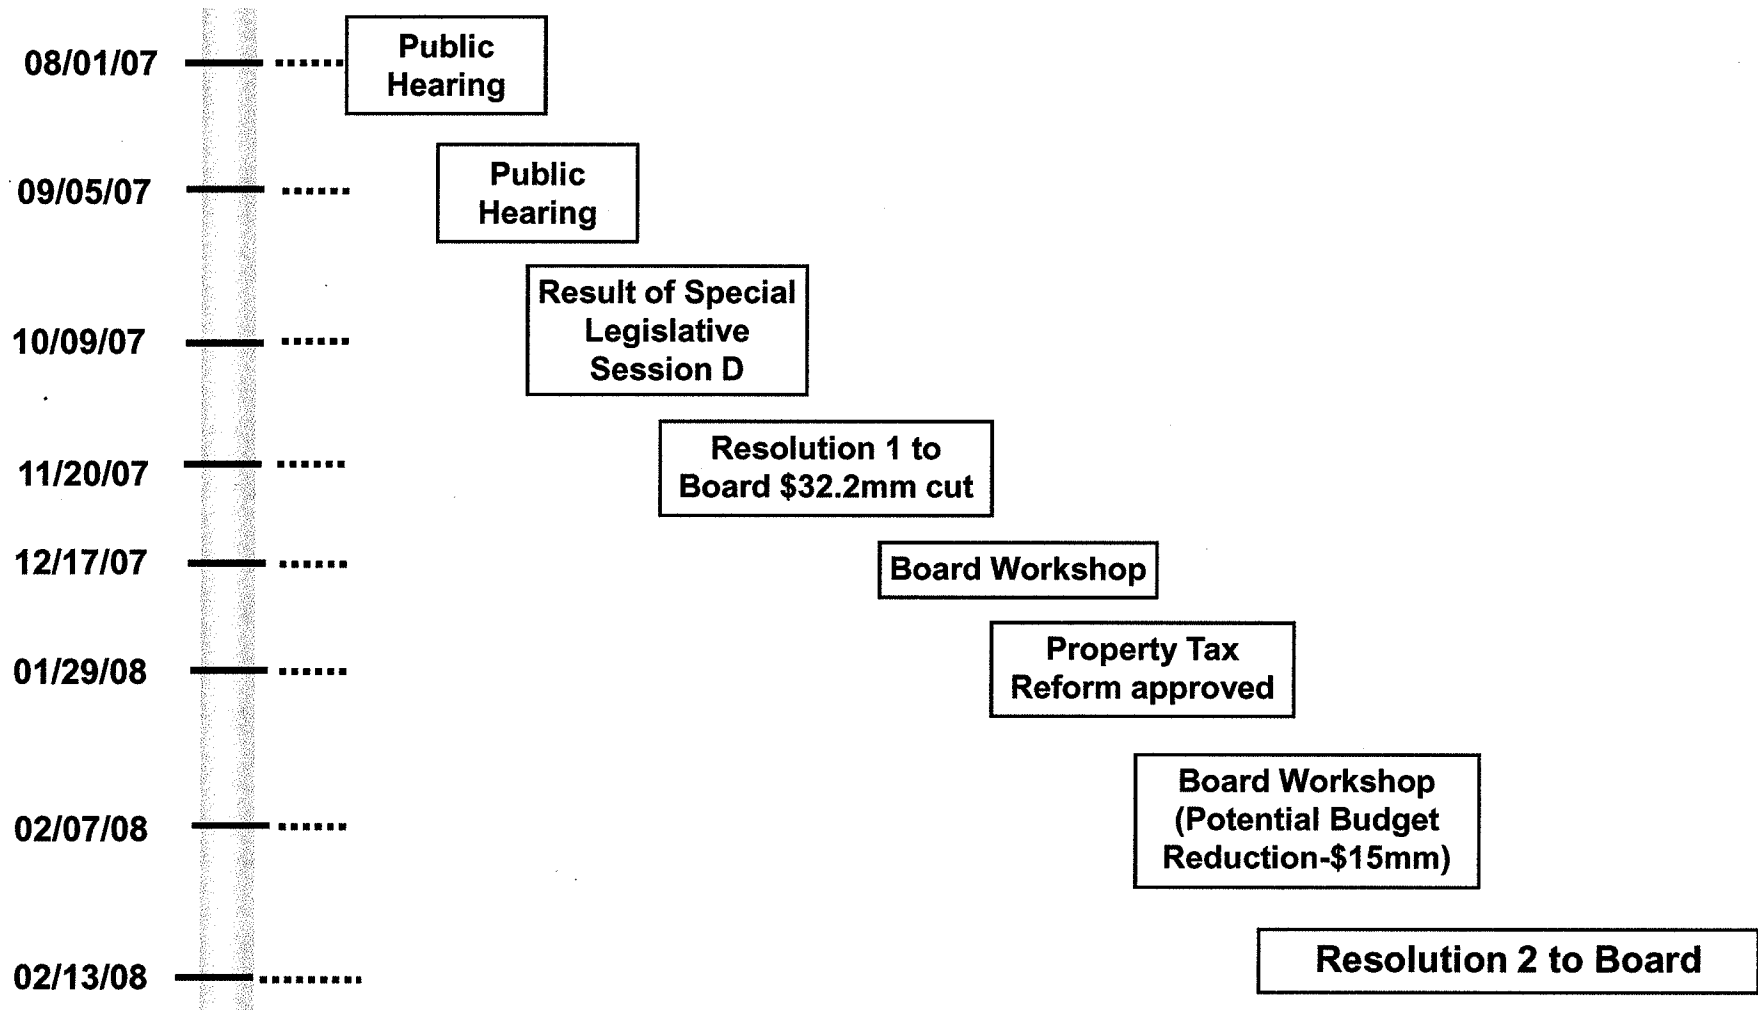 08/01/07
Public
Hearing
09/05/07
Public
Hearing
10/09/07
Result of Special
Legislative
Session D
11/20/07
Resolution 1 to
Board $32.2mm cut
12/17/07
Board Workshop
01/29/08
Property Tax
Reform approved
02/07/08
Board Workshop
(Potential Budget
Reduction-$15mm)
02/13/08
Resolution 2 to Board